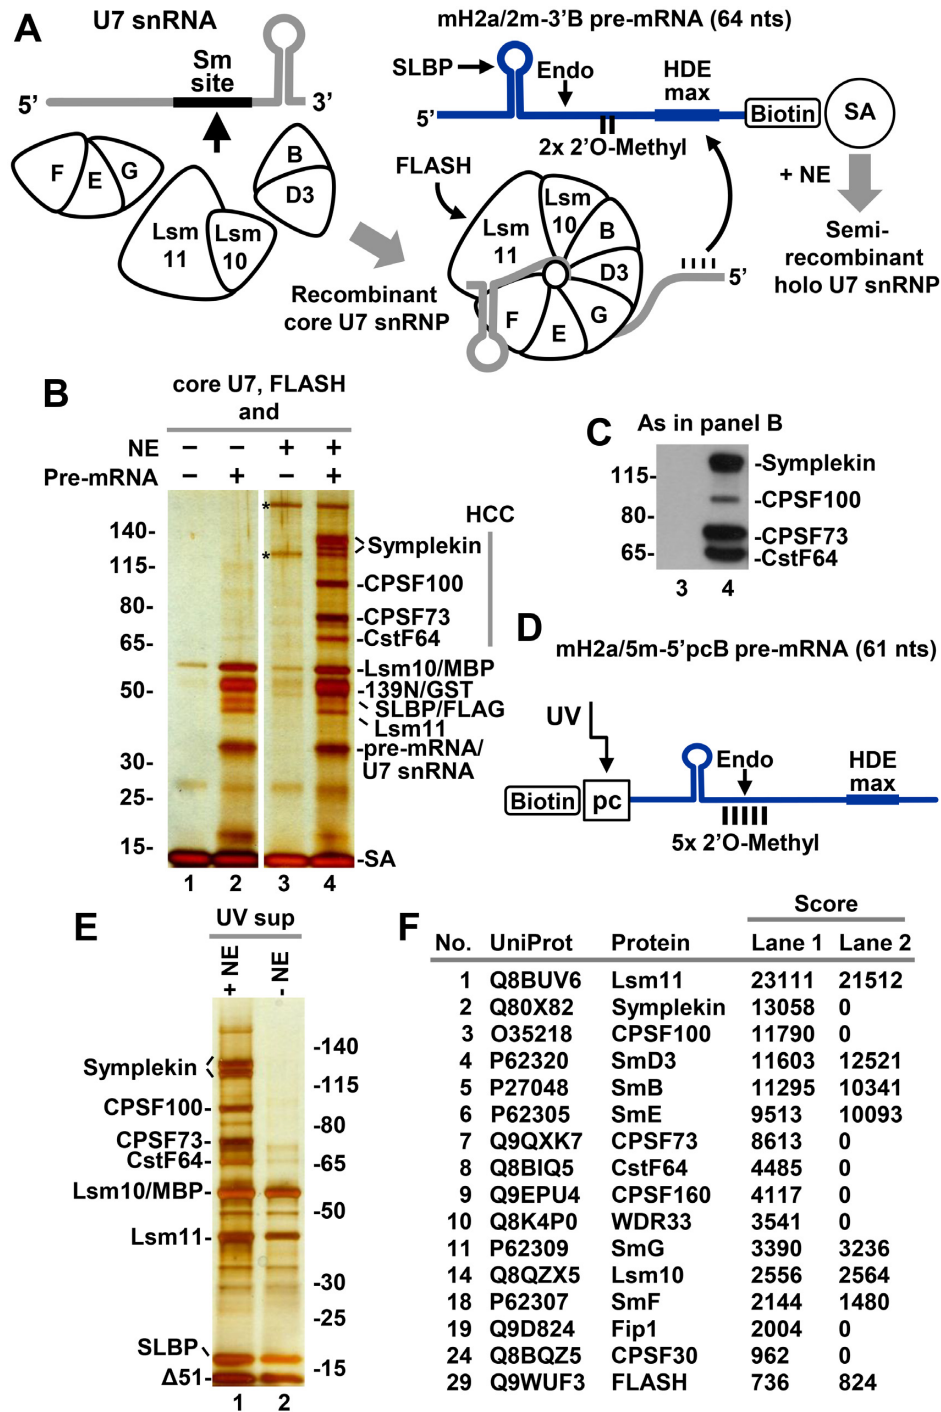 A
U7 snRNA
Sm
site
5’
3’
F
E
G
Lsm
11
Lsm
10
B
D3
Recombinant
core U7 snRNP
mH2a/2m-3’B pre-mRNA (64 nts)
SLBP
Endo
HDE
max
5’
Biotin
SA
2x 2’O-Methyl
FLASH
+ NE
Lsm
11
Lsm
10
B
D3
G
E
F
5’
Semi-
recombinant
holo U7 snRNP
B
core U7, FLASH
and
NE – – + +
Pre-mRNA – + – +
HCC
*
*
140-
115-
80-
65-
50-
30-
25-
15-
Symplekin
-CPSF100
-CPSF73
-CstF64
-Lsm10/MBP
-139N/GST
SLBP/FLAG
Lsm11
-pre-mRNA/
U7 snRNA
-SA
1 2 3 4
C
As in panel B
115-
80-
65-
-Symplekin
-CPSF100
-CPSF73
-CstF64
3 4
D
mH2a/5m-5’pcB pre-mRNA (61 nts)
UV
Endo
HDE
max
Biotin
pc
5x 2’O-Methyl
E
UV sup
+ NE
- NE
Symplekin
CPSF100-
CPSF73-
CstF64-
Lsm10/MBP-
Lsm11-
SLBP
Δ51-
-140
-115
-80
-65
-50
-30
-25
-15
1 2
F
Score
No. UniProt Protein Lane 1 Lane 2
1 Q8BUV6 Lsm11 23111 21512
2 Q80X82 Symplekin 13058 0
3 O35218 CPSF100 11790 0
4 P62320 SmD3 11603 12521
5 P27048 SmB 11295 10341
6 P62305 SmE 9513 10093
7 Q9QXK7 CPSF73 8613 0
8 Q8BIQ5 CstF64 4485 0
9 Q9EPU4 CPSF160 4117 0
10 Q8K4P0 WDR33 3541 0
11 P62309 SmG 3390 3236
14 Q8QZX5 Lsm10 2556 2564
18 P62307 SmF 2144 1480
19 Q9D824 Fip1 2004 0
24 Q8BQZ5 CPSF30 962 0
29 Q9WUF3 FLASH 736 824